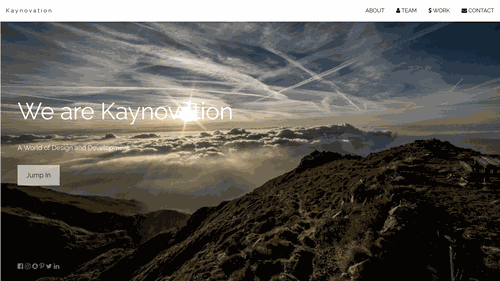 Kaynovation
ABOUT TEAM $ WORK CONTACT
We are Kaynovation
A World of Design and Development
Jump In